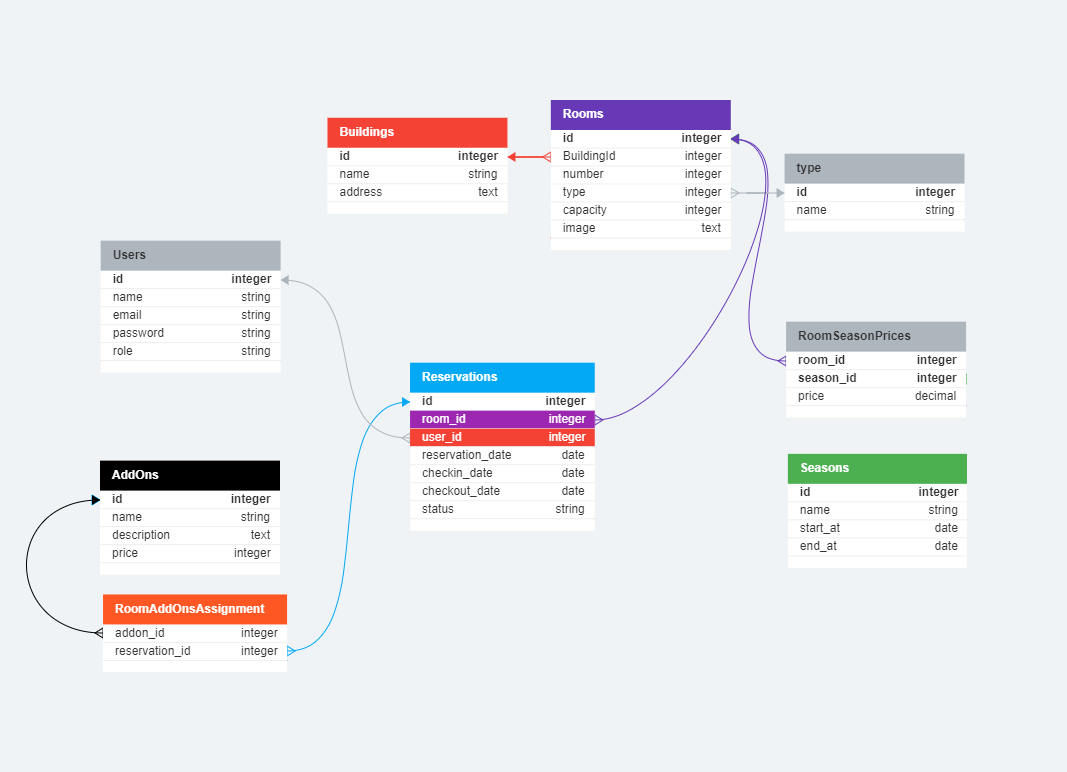 Buildings
id integer
name string
address text
Rooms
id integer
BuildingId integer
number integer
type integer
capacity integer
image text
type
id integer
name string
Users
id integer
name string
email string
password string
role string
RoomSeasonPrices
room_id integer
season_id integer
price decimal
Reservations
id integer
room_id integer
user_id integer
reservation_date date
checkin_date date
checkout_date date
status string
AddOns
id integer
name string
description text
price integer
Seasons
id integer
name string
start_at date
end_at date
RoomAddOnsAssignment
addon_id integer
reservation_id integer